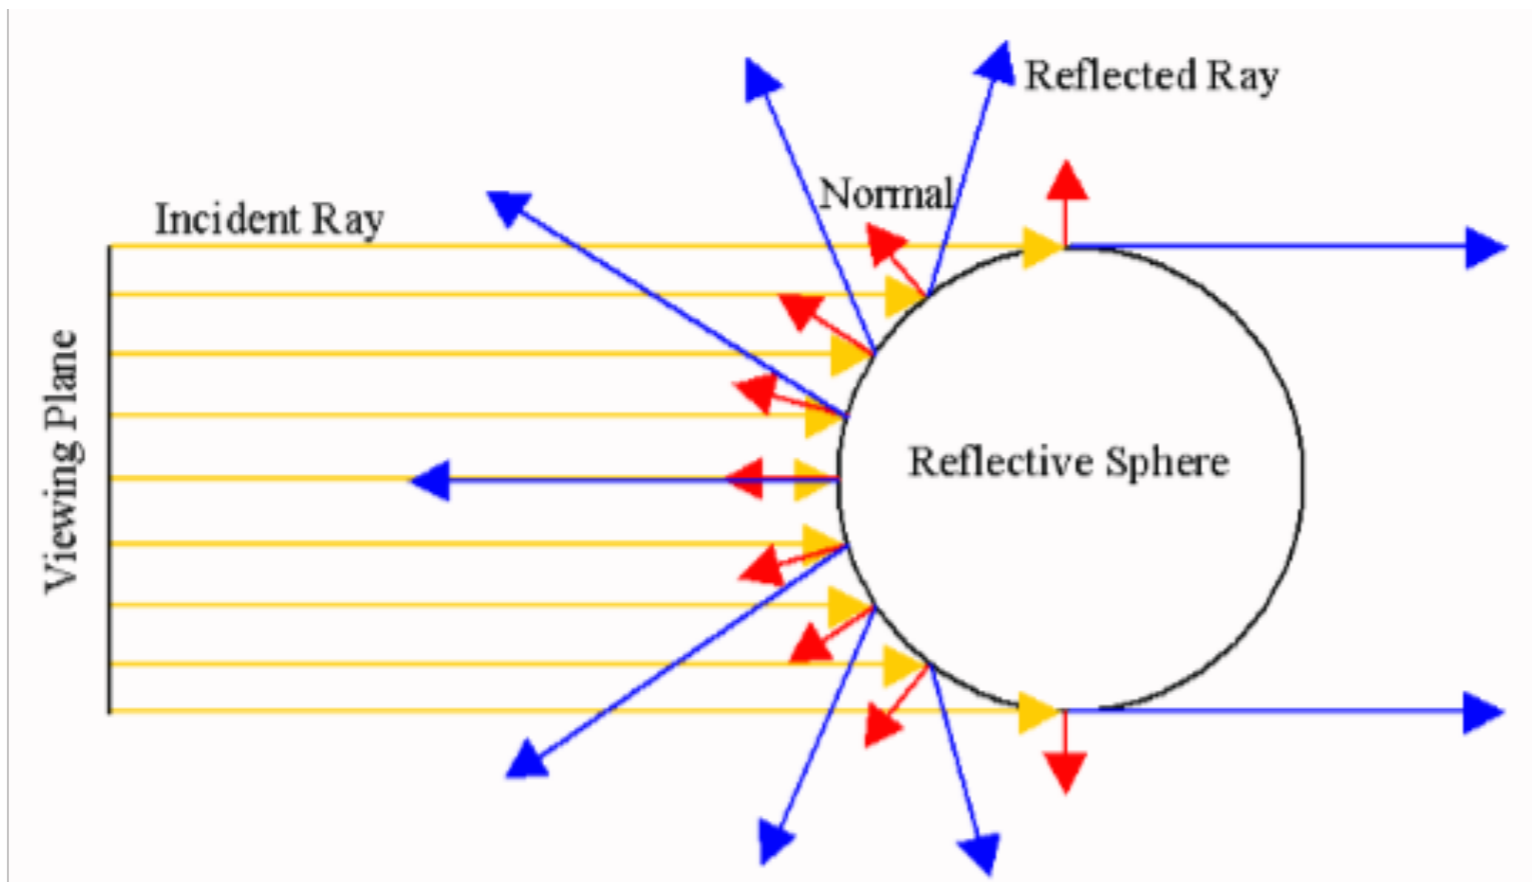 Reflected Ray
Normal
Incident Ray
Viewing Plane
Reflective Sphere